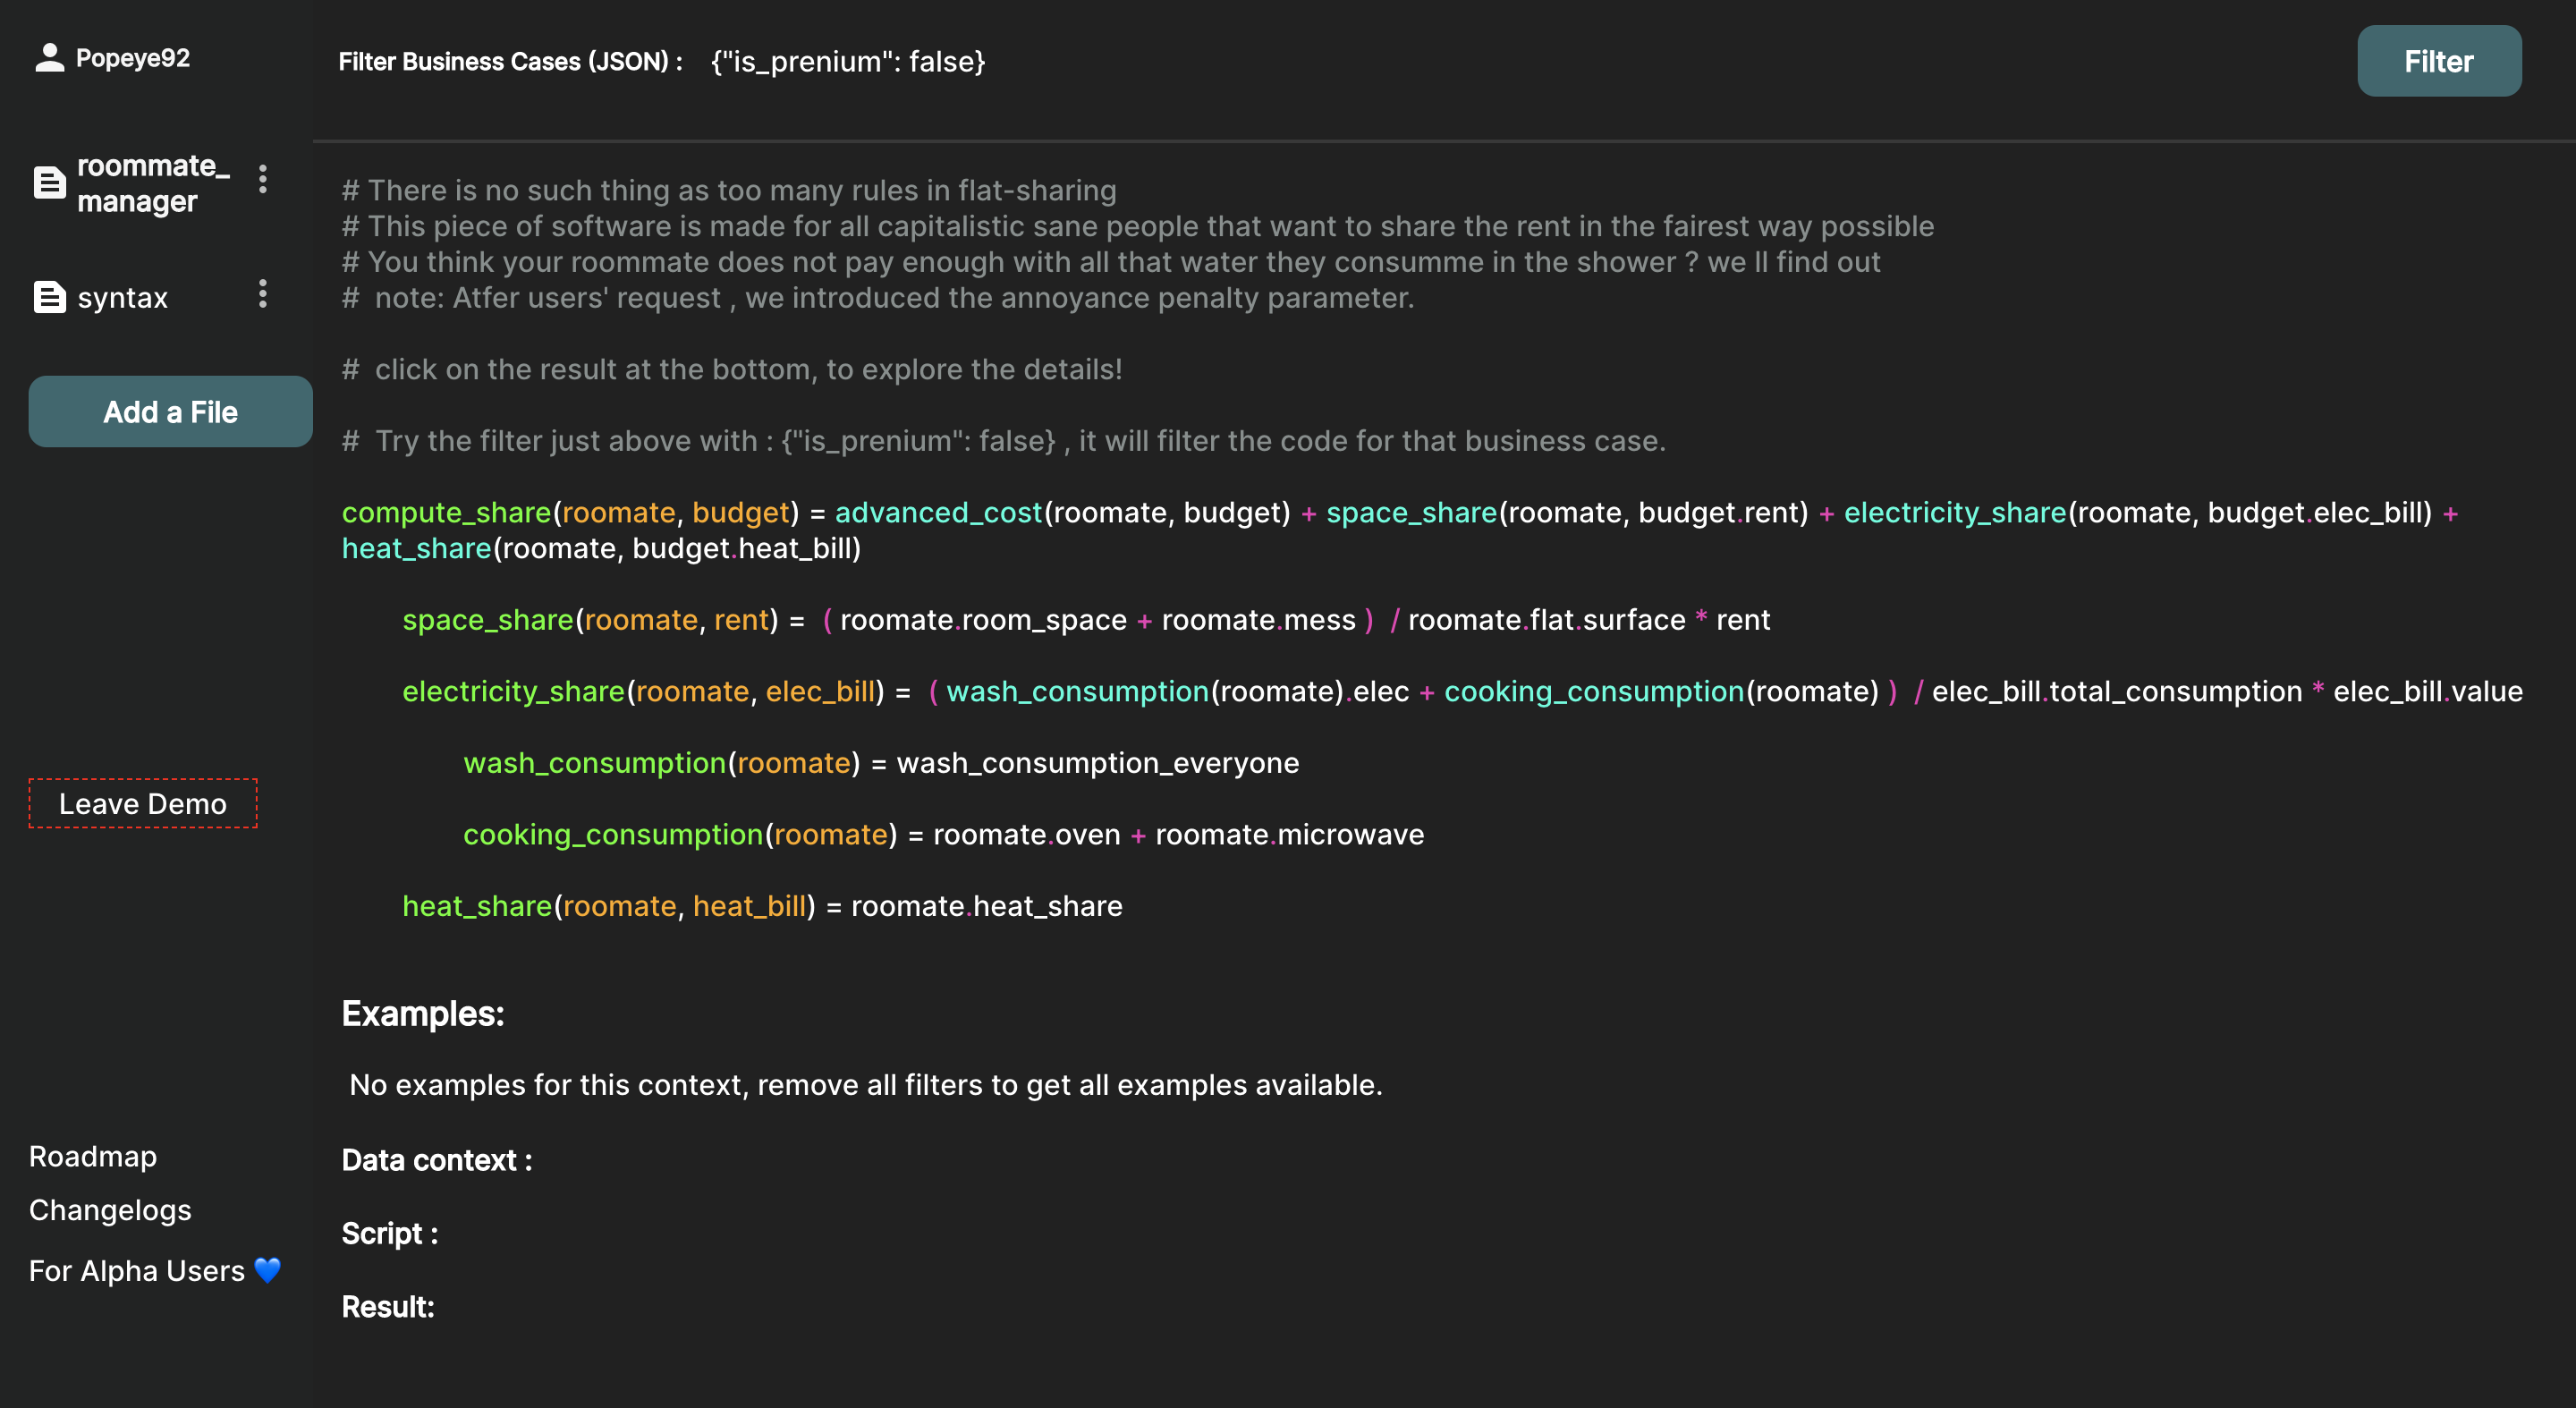 Popeye92
roommate_
manager
syntax
Add a File
Leave Demo
Roadmap
Changelogs
For Alpha Users 💙
Filter Business Cases (JSON) : {"is_prenium": false}
Filter
# There is no such thing as too many rules in flat-sharing
# This piece of software is made for all capitalistic sane people that want to share the rent in the fairest way possible
# You think your roommate does not pay enough with all that water they consumme in the shower ? we ll find out
# note: Atfer users' request , we introduced the annoyance penalty parameter.
# click on the result at the bottom, to explore the details!
# Try the filter just above with : {"is_prenium": false} , it will filter the code for that business case.
compute_share(roomate, budget) = advanced_cost(roomate, budget) + space_share(roomate, budget.rent) + electricity_share(roomate, budget.elec_bill) +
heat_share(roomate, budget.heat_bill)
space_share(roomate, rent) = ( roomate.room_space + roomate.mess ) / roomate.flat.surface * rent
electricity_share(roomate, elec_bill) = ( wash_consumption(roomate).elec + cooking_consumption(roomate) ) / elec_bill.total_consumption * elec_bill.value
wash_consumption(roomate) = wash_consumption_everyone
cooking_consumption(roomate) = roomate.oven + roomate.microwave
heat_share(roomate, heat_bill) = roomate.heat_share
Examples:
No examples for this context, remove all filters to get all examples available.
Data context :
Script :
Result: